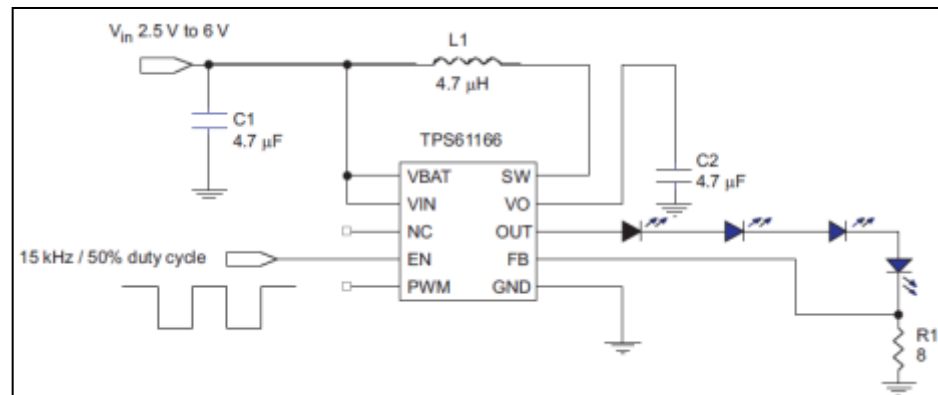 Vin 2.5 V to 6 V
L1
4.7 μH
C1
4.7 μF
TPS61166
C2
4.7 μF
VBAT SW
VIN VO
NC OUT
15 kHz / 50% duty cycle
EN FB
PWM GND
R1
8